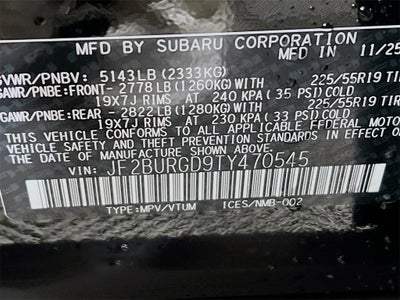 MFD BY SUBARU CORPORATION 11/25
GVWR/PNBV: 5143LB (2333KG)
GAWR/PNBE:FRONT- 2778LB (1260KG)WITH 225/55R19 TIRES
19X7J RIMS AT 240 KPA (35 PSI)COLD
GAWR/PNBE:REAR - 2822LB (1280KG)WITH 225/55R19
19X7J RIMS AT 230 KPA (33 PSI)COLD
THIS VEHICLE CONFORMS TO ALL APPLICABLE FEDERAL MOTOR
VEHICLE SAFETY AND THEFT PREVENTION STANDARDS IN EFFECT ON
THE DATE OF MANUFACTURE SHOWN ABOVE.
VIN: JF2BURGD9TY470545
TYPE:MPV/VTUM ICES/NMB-002